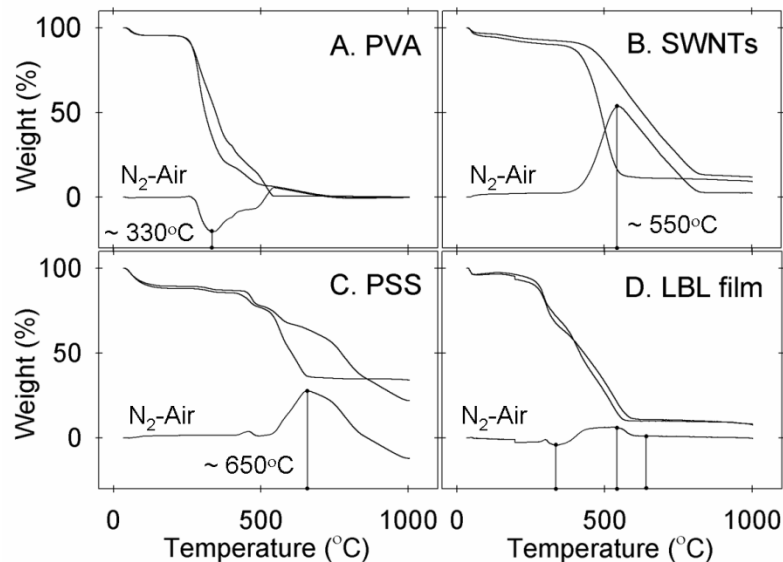 100
50
0
Weight (%)
A. PVA
N₂-Air
~ 330°C
B. SWNTs
N₂-Air
~ 550°C
100
50
0
Weight (%)
C. PSS
N₂-Air
~ 650°C
D. LBL film
N₂-Air
0 500 1000
Temperature (°C)
0 500 1000
Temperature (°C)